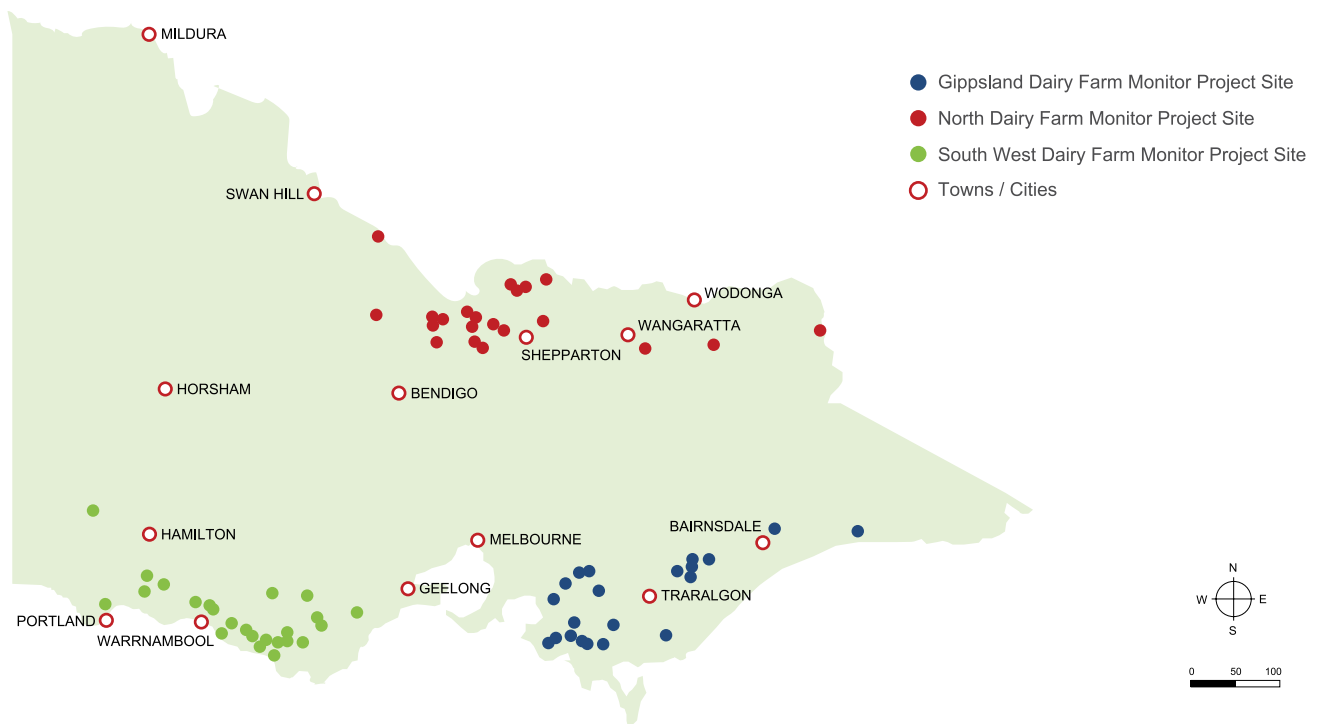 MILDURA
Gippsland Dairy Farm Monitor Project Site
North Dairy Farm Monitor Project Site
South West Dairy Farm Monitor Project Site
Towns / Cities
SWAN HILL
WODONGA
WANGARATTA
SHEPPARTON
HORSHAM
BENDIGO
BAIRNSDALE
HAMILTON
MELBOURNE
GEELONG
TRARALGON
PORTLAND
WARRNAMBOOL
N
W E
S
0 50 100